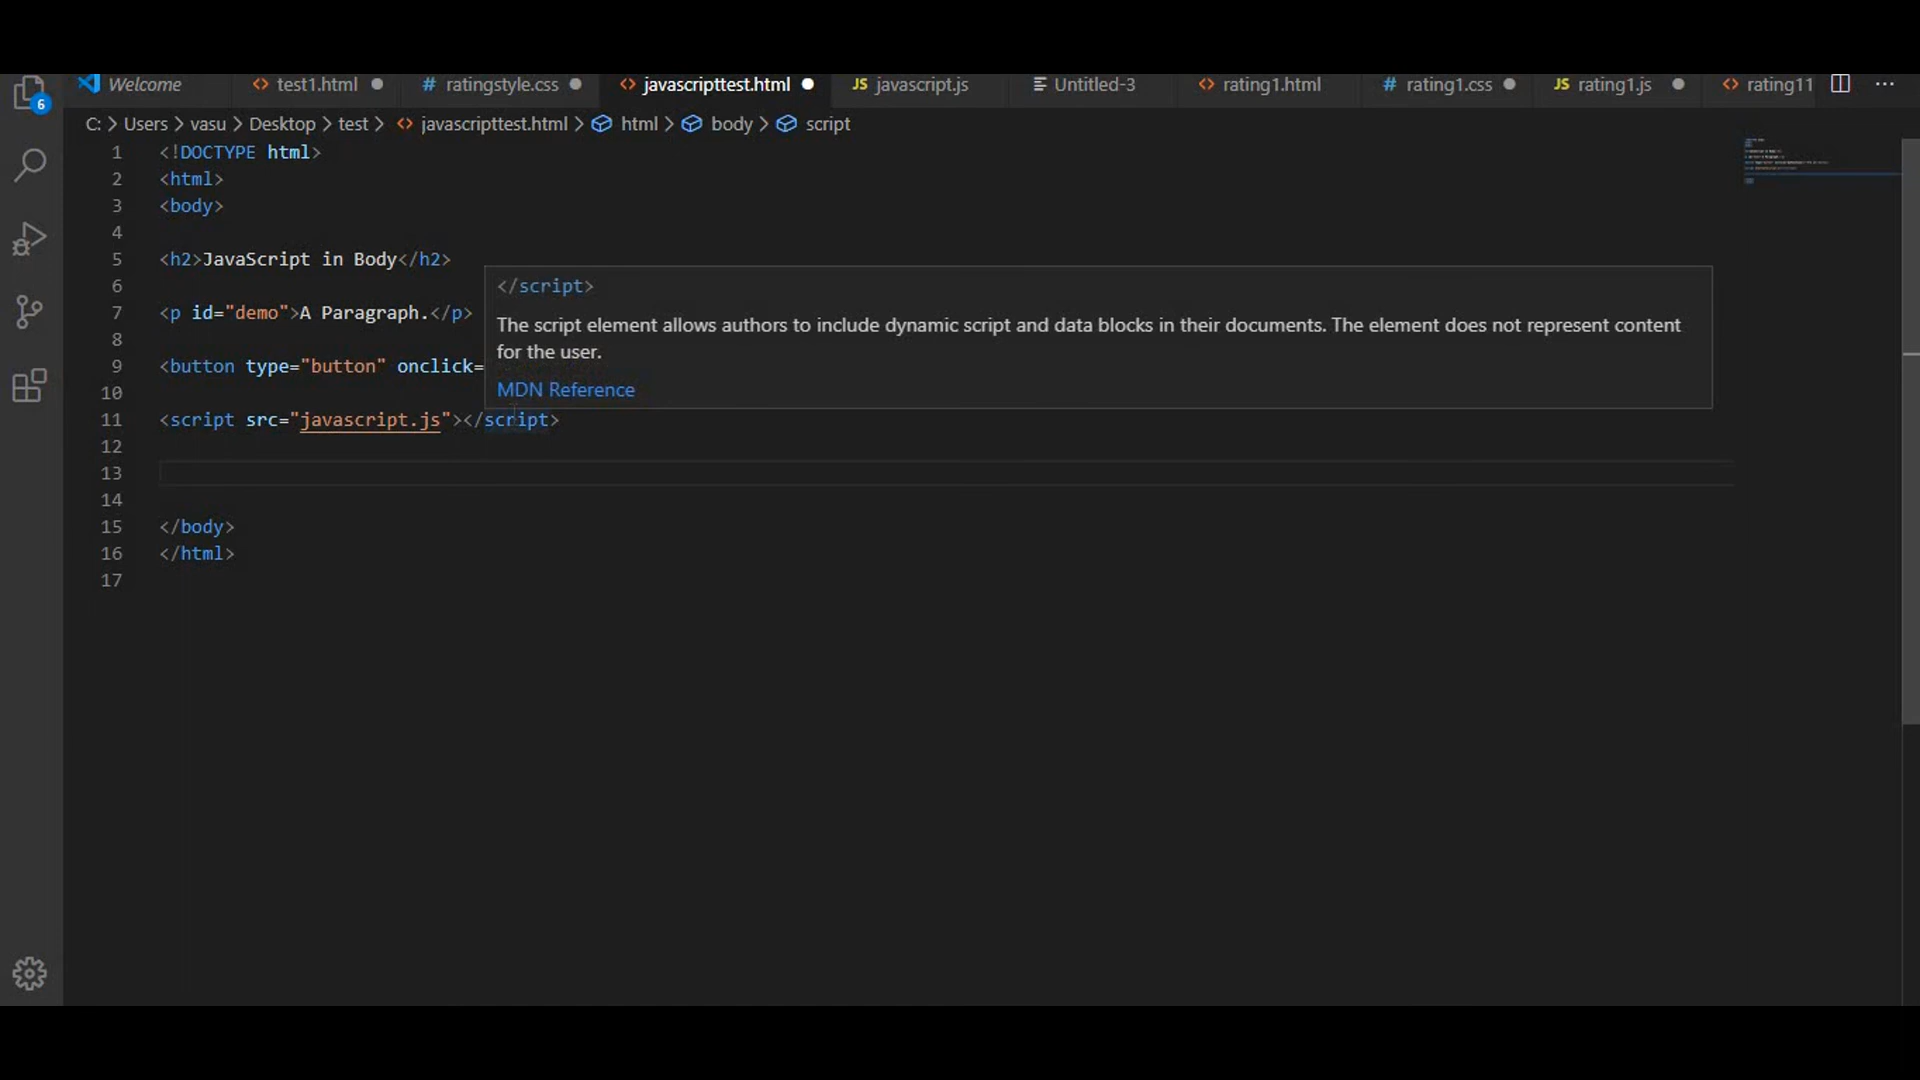 Welcome test1.html # ratingstyle.css <> javascripttest.html JS javascript.js Untitled-3 <> rating1.html # rating1.css JS rating1.js <> rating11 ...
6
C: > Users > vasu > Desktop > test > <> javascripttest.html > html > body > script
1 <!DOCTYPE html>
2 <html>
3 <body>
4
5 <h2>JavaScript in Body</h2>
6
7 <p id="demo">A Paragraph.</p>
8
9 <button type="button" onclick=
10
11 <script src="javascript.js"></script>
12
13
14
15 </body>
16 </html>
17
</script>
The script element allows authors to include dynamic script and data blocks in their documents. The element does not represent content
for the user.
MDN Reference